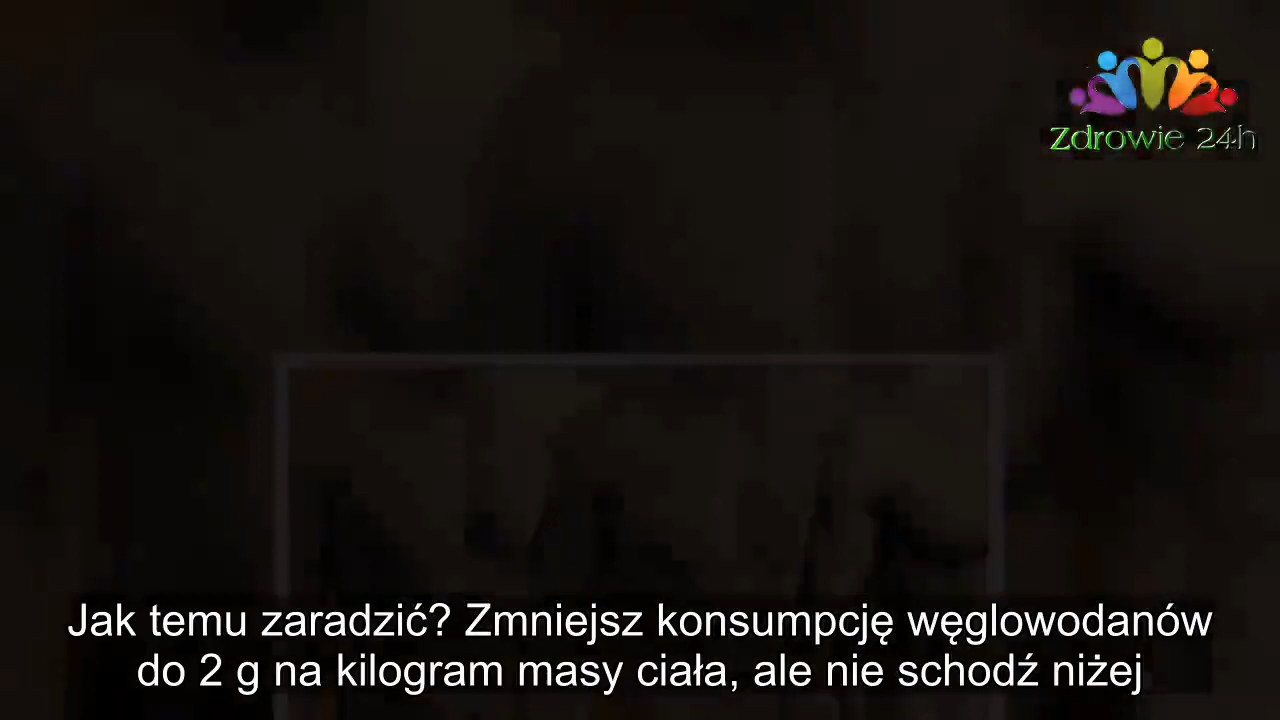 Zdrowie 24h
Jak temu zaradzić? Zmniejsz konsumpcję węglowodanów
do 2 g na kilogram masy ciała, ale nie schodź niżej